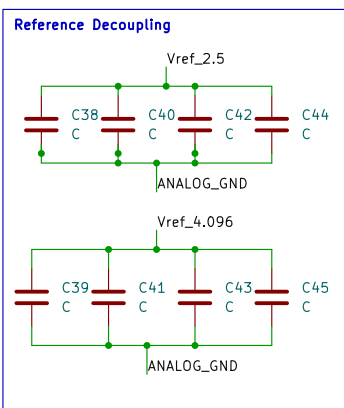 Reference Decoupling
Vref_2.5
C38 C40 C42 C44
C C C C
ANALOG_GND
Vref_4.096
C39 C41 C43 C45
C C C C
ANALOG_GND